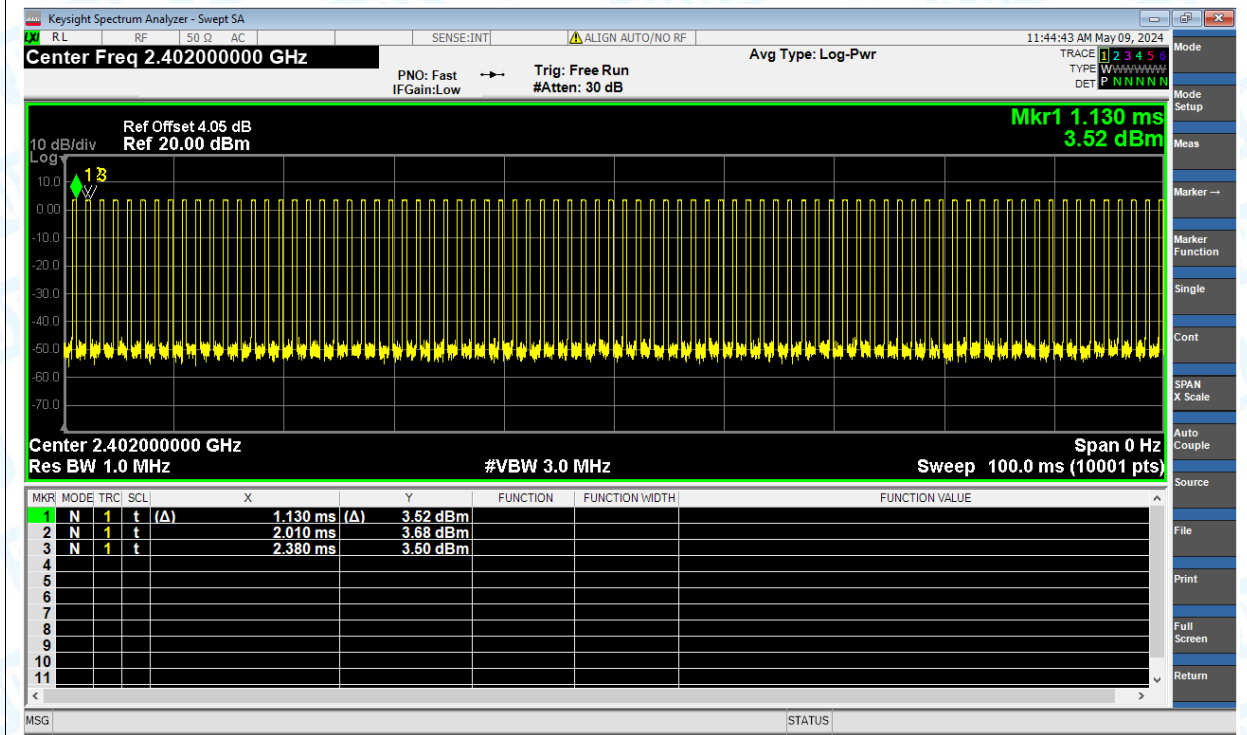 Keysight Spectrum Analyzer - Swept SA
LXI RL RF 50 Ω AC SENSE:INT ALIGN AUTO/NO RF 11:44:43 AM May 09, 2024
Center Freq 2.402000000 GHz
PNO: Fast
IFGain:Low
Trig: Free Run
#Atten: 30 dB
Avg Type: Log-Pwr
TRACE 1 2 3 4 5 6
TYPE WWWWWW
DET P N N N N N
Ref Offset 4.05 dB
10 dB/div Ref 20.00 dBm
Log
Mkr1 1.130 ms
3.52 dBm
1
10.0
0.00
-10.0
-20.0
-30.0
-40.0
-50.0
-60.0
-70.0
Center 2.402000000 GHz Span 0 Hz
Res BW 1.0 MHz #VBW 3.0 MHz Sweep 100.0 ms (10001 pts)
MKR MODE TRC SCL X Y FUNCTION FUNCTION WIDTH FUNCTION VALUE
1 N 1 t (Δ) 1.130 ms (Δ) 3.52 dBm
2 N 1 t 2.010 ms 3.68 dBm
3 N 1 t 2.380 ms 3.50 dBm
4
5
6
7
8
9
10
11
MSG STATUS
Mode
Mode
Setup
Meas
Marker →
Marker
Function
Single
Cont
SPAN
X Scale
Auto
Couple
Source
File
Print
Full
Screen
Return